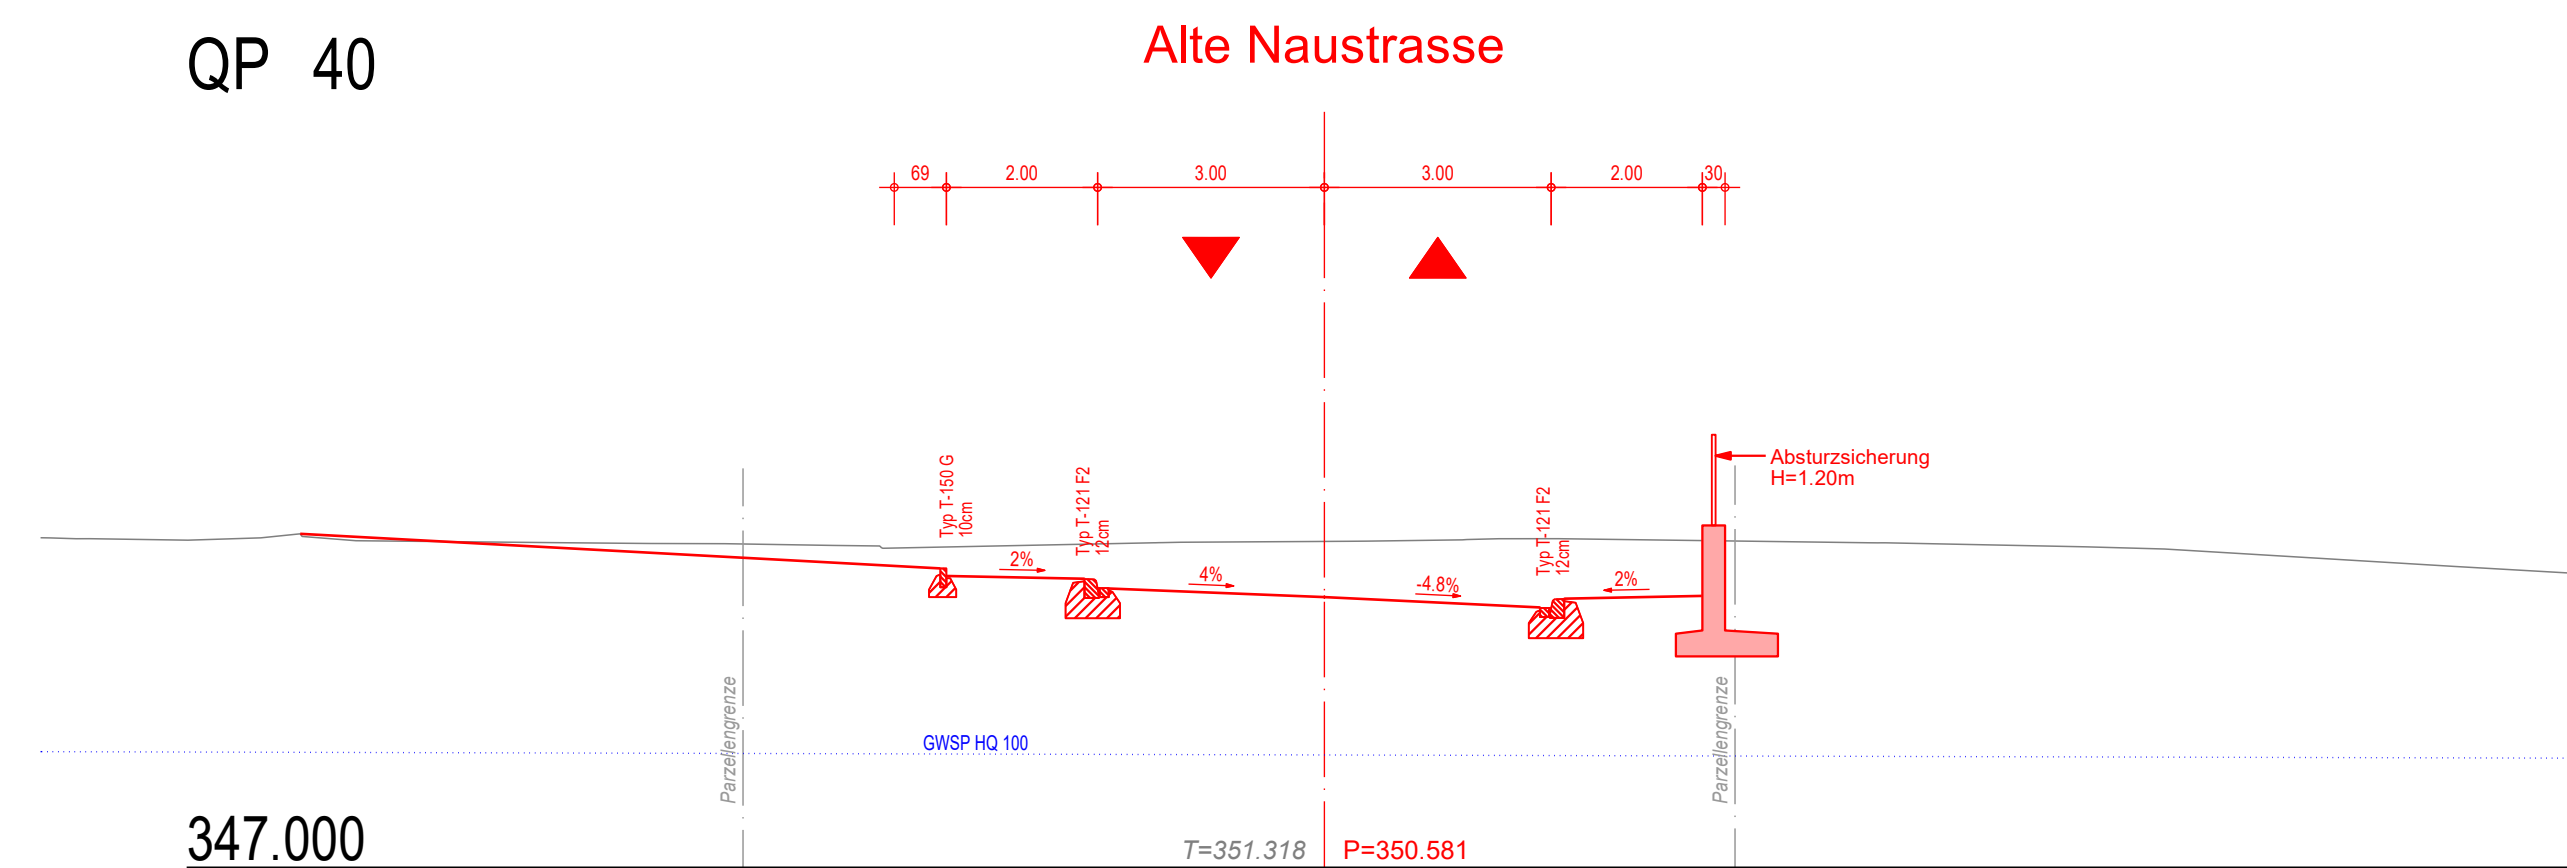 QP 40
Alte Naustrasse
69
2.00
3.00
3.00
2.00
30
Absturzsicherung
H=1.20m
Typ T-150 G
10cm
Typ T-121 F2
12cm
Typ T-121 F2
12cm
2%
4%
-4.8%
2%
Parzellengrenze
Parzellengrenze
GWSP HQ 100
347.000
T=351.318
P=350.581